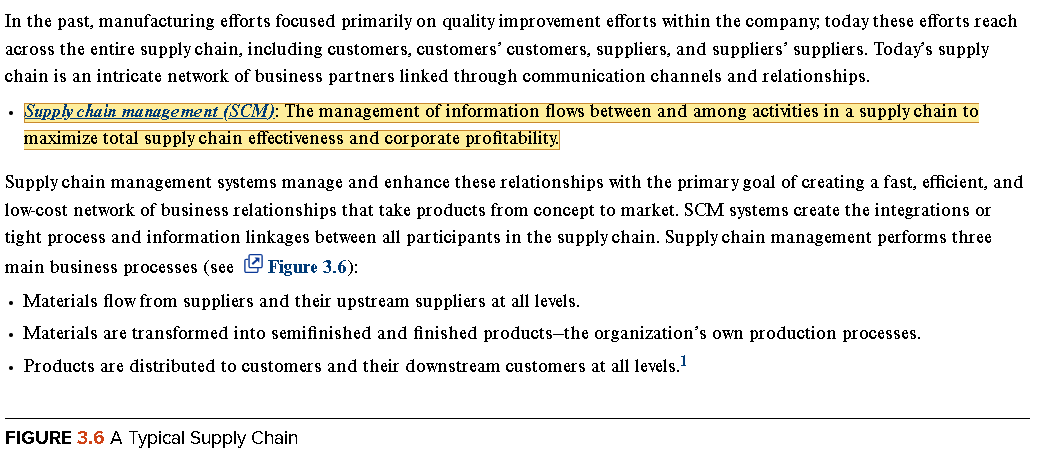 In the past, manufacturing efforts focused primarily on quality improvement efforts within the company; today these efforts reach
across the entire supply chain, including customers, customers’ customers, suppliers, and suppliers’ suppliers. Today’s supply
chain is an intricate network of business partners linked through communication channels and relationships.
• Supply chain management (SCM): The management of information flows between and among activities in a supply chain to
maximize total supply chain effectiveness and corporate profitability.
Supply chain management systems manage and enhance these relationships with the primary goal of creating a fast, efficient, and
low-cost network of business relationships that take products from concept to market. SCM systems create the integrations or
tight process and information linkages between all participants in the supply chain. Supply chain management performs three
main business processes (see Figure 3.6):
• Materials flow from suppliers and their upstream suppliers at all levels.
• Materials are transformed into semifinished and finished products—the organization’s own production processes.
• Products are distributed to customers and their downstream customers at all levels.1
FIGURE 3.6 A Typical Supply Chain